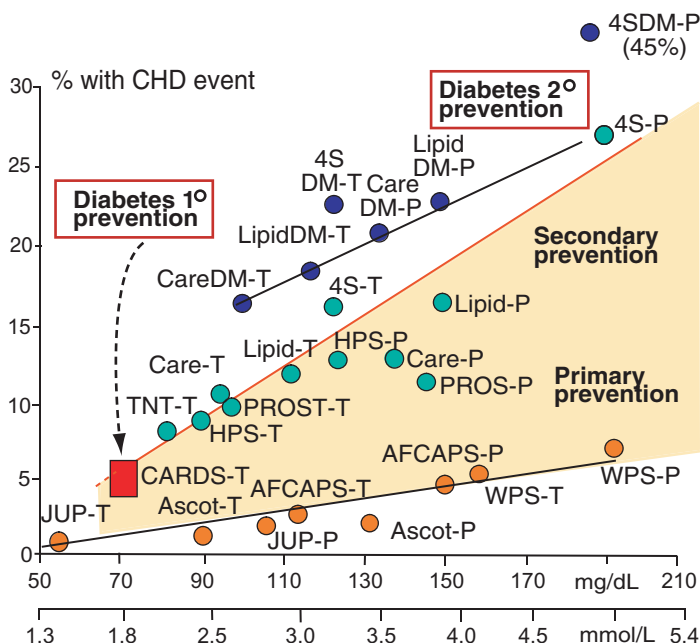 4SDM-P
(45%)
30
% with CHD event
Diabetes 2º
prevention
4S-P
25
4S
DM-T
Lipid
DM-P
Care
DM-P
Diabetes 1º
prevention
LipidDM-T
20
Secondary
prevention
CareDM-T
4S-T
Lipid-P
15
HPS-P
Lipid-T
Care-T
Care-P
PROS-P
Primary
prevention
TNT-T
PROST-T
10
HPS-T
AFCAPS-P
CARDS-T
5
WPS-P
WPS-T
AFCAPS-T
Ascot-T
JUP-T
Ascot-P
JUP-P
0
50 70 90 110 130 150 170 mg/dL 210
1.3 1.8 2.5 3.0 3.5 4.0 4.5 mmol/L 5.4